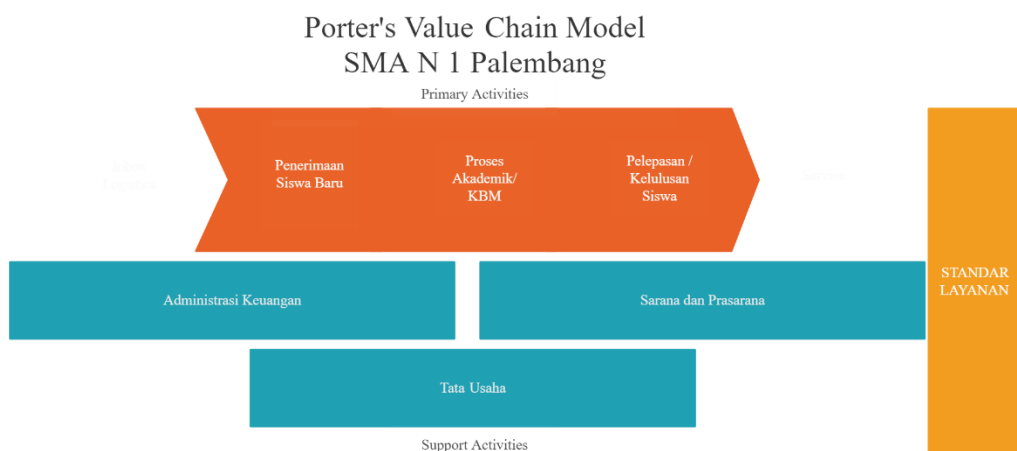 Porter's Value Chain Model
SMA N 1 Palembang
Primary Activities
Penerimaan
Siswa Baru
Proses
Akademik/
KBM
Pelepasan /
Kelulusan
Siswa
Administrasi Keuangan
Sarana dan Prasarana
STANDAR
LAYANAN
Tata Usaha
Support Activities